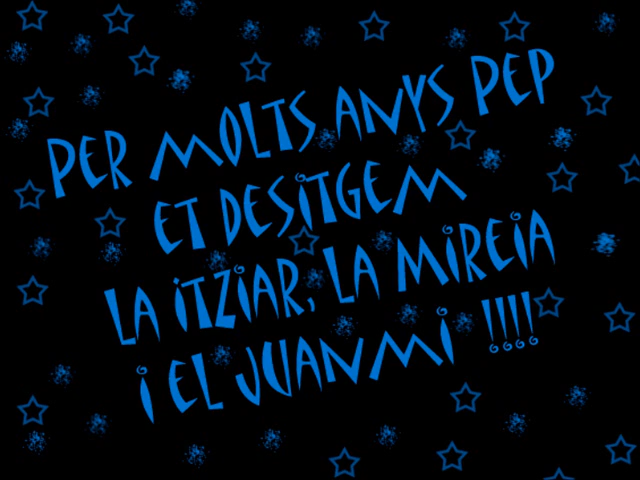 PER MOLTS ANYS PEP
ET DESiTGEM
LA iTZiAR, LA MiREiA
i EL JUANMi !!!!